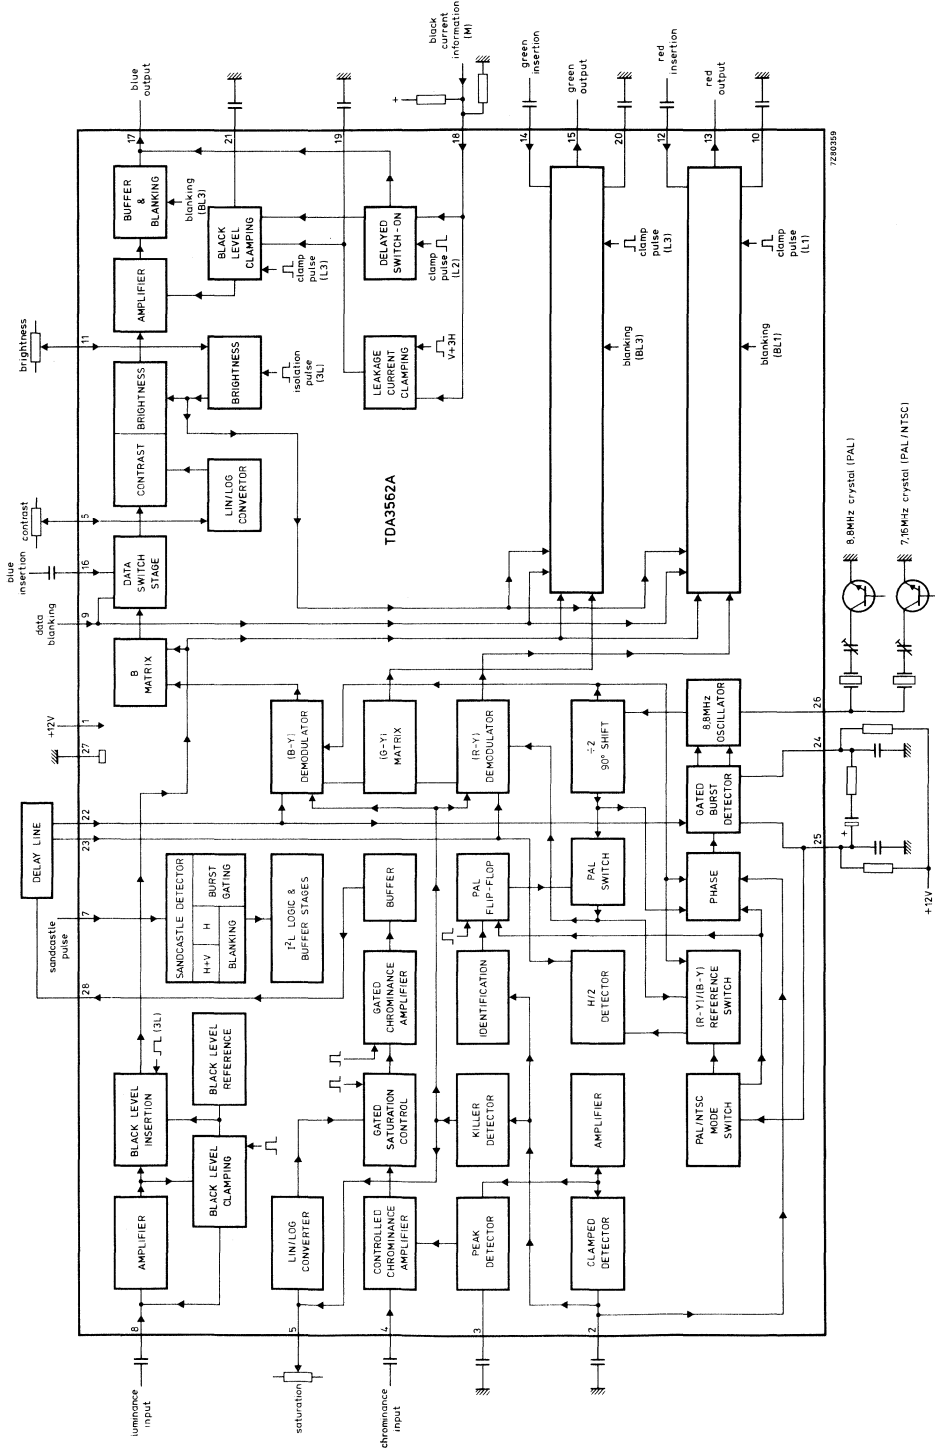 DELAY LINE
sandcastle
pulse
7
23
22
28
27
+12V
1
data
blanking
9
blue
insertion
16
contrast
brightness
11
luminance
input
8
AMPLIFIER
BLACK LEVEL
INSERTION
(3L)
BLACK LEVEL
CLAMPING
BLACK LEVEL
REFERENCE
SANDCASTLE DETECTOR
H+V
H
BURST
GATING
BLANKING
I²L LOGIC &
BUFFER STAGES
B
MATRIX
DATA
SWITCH
STAGE
CONTRAST
BRIGHTNESS
LIN/LOG
CONVERTOR
BRIGHTNESS
isolation
pulse
(3L)
AMPLIFIER
BUFFER
&
BLANKING
blanking
(BL3)
17
blue
output
BLACK
LEVEL
CLAMPING
clamp
pulse
(L3)
21
saturation
5
LIN/LOG
CONVERTER
GATED
SATURATION
CONTROL
GATED
CHROMINANCE
AMPLIFIER
BUFFER
(B-Y)
DEMODULATOR
(G-Y)
MATRIX
(R-Y)
DEMODULATOR
TDA3562A
LEAKAGE
CURRENT
CLAMPING
V+3H
DELAYED
SWITCH-ON
clamp
pulse
(L2)
19
+
18
black
current
information
(M)
chrominance
input
4
CONTROLLED
CHROMINANCE
AMPLIFIER
3
PEAK
DETECTOR
KILLER
DETECTOR
IDENTIFICATION
PAL
FLIP-FLOP
14
green
insertion
15
green
output
20
clamp
pulse
(L3)
blanking
(BL3)
2
CLAMPED
DETECTOR
AMPLIFIER
H/2
DETECTOR
PAL
SWITCH
÷2
90° SHIFT
12
red
insertion
13
red
output
10
clamp
pulse
(L1)
blanking
(BL1)
PAL/NTSC
MODE
SWITCH
(R-Y)/(B-Y)
REFERENCE
SWITCH
PHASE
GATED
BURST
DETECTOR
8,8MHz
OSCILLATOR
25
24
26
+
+12V
8,8MHz crystal (PAL)
7,16MHz crystal (PAL/NTSC)
7Z80359